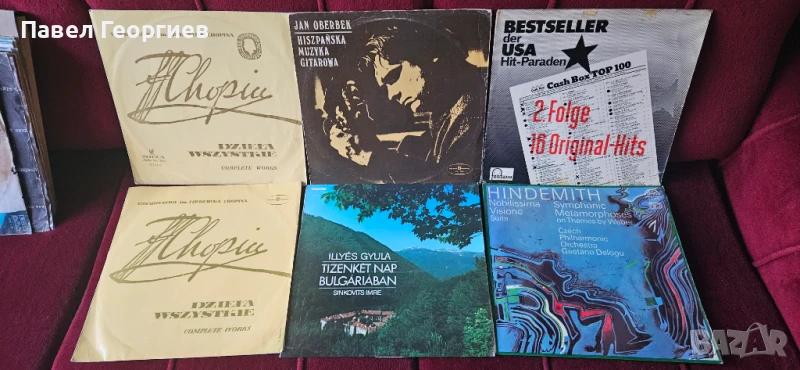 Павел Георгиев
Chopin
DZIEŁA
WSZYSTKIE
COMPLETE WORKS
JAN OBERBEK
HISZPAŃSKA
MUZYKA
GITAROWA
BESTSELLER
der
USA
Hit-Paraden
Cash Box TOP 100
2. Folge
16 Original-Hits
Chopin
DZIEŁA
WSZYSTKIE
COMPLETE WORKS
ILLYÉS GYULA
TIZENKÉT NAP
BULGÁRIÁBAN
SINKOVITS IMRE
HINDEMITH
Nobilissima Symphonic
Visione Metamorphoses
Suite on Themes by Weber
Czech
Philharmonic
Orchestra
Gaetano Delogu
BAZAR